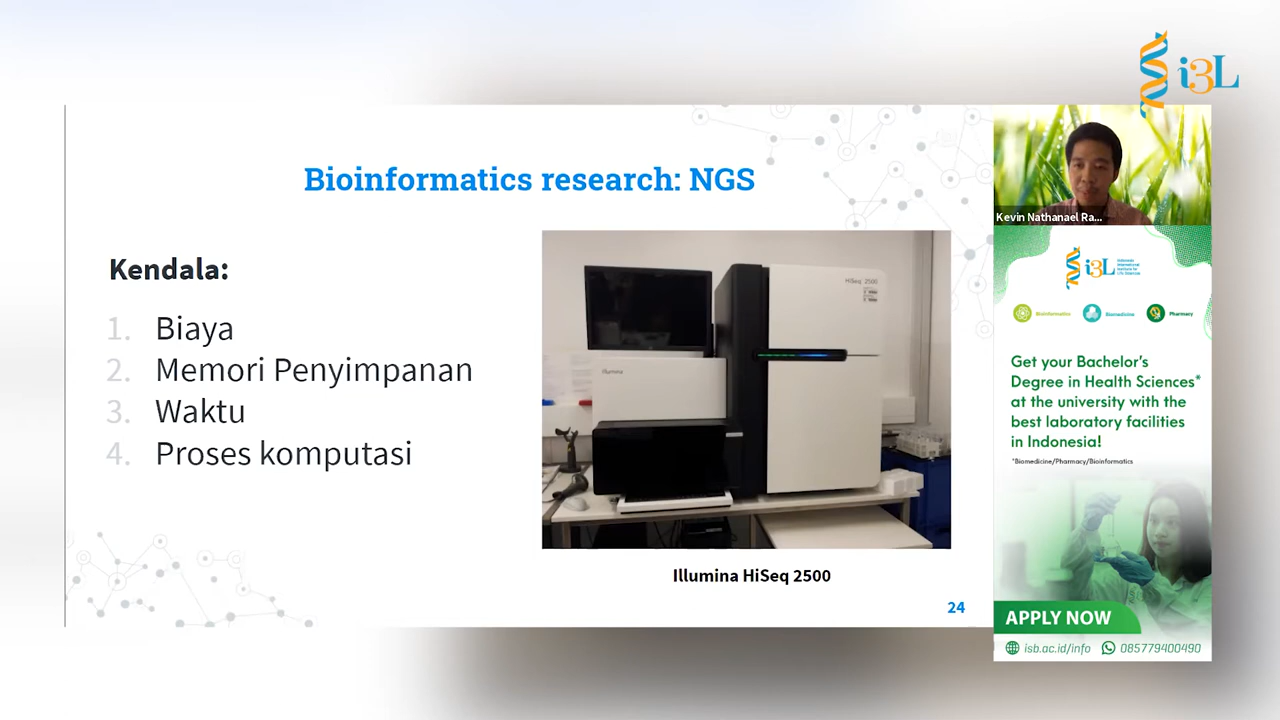 i3L
Bioinformatics research: NGS
Kendala:
1. Biaya
2. Memori Penyimpanan
3. Waktu
4. Proses komputasi
HiSeq 2500
illumina
Illumina HiSeq 2500
24
Kevin Nathanael Ra...
i3L
Bioinformatics
Biomedicine
Pharmacy
Get your Bachelor's
Degree in Health Sciences*
at the university with the
best laboratory facilities
in Indonesia!
*Biomedicine/Pharmacy/Bioinformatics
APPLY NOW
isb.ac.id/info
085779400490